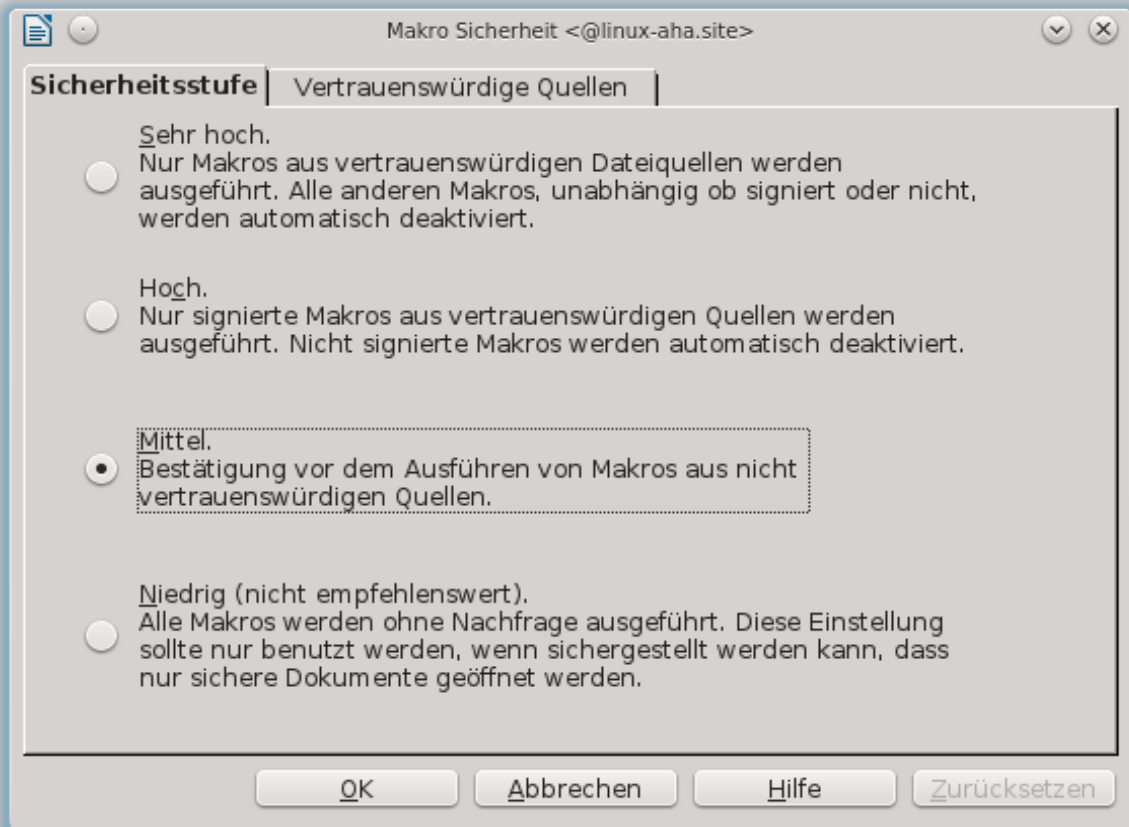 Makro Sicherheit <@linux-aha.site>
Sicherheitsstufe
Vertrauenswürdige Quellen
Sehr hoch.
Nur Makros aus vertrauenswürdigen Dateiquellen werden
ausgeführt. Alle anderen Makros, unabhängig ob signiert oder nicht,
werden automatisch deaktiviert.
Hoch.
Nur signierte Makros aus vertrauenswürdigen Quellen werden
ausgeführt. Nicht signierte Makros werden automatisch deaktiviert.
Mittel.
Bestätigung vor dem Ausführen von Makros aus nicht
vertrauenswürdigen Quellen.
Niedrig (nicht empfehlenswert).
Alle Makros werden ohne Nachfrage ausgeführt. Diese Einstellung
sollte nur benutzt werden, wenn sichergestellt werden kann, dass
nur sichere Dokumente geöffnet werden.
OK
Abbrechen
Hilfe
Zurücksetzen